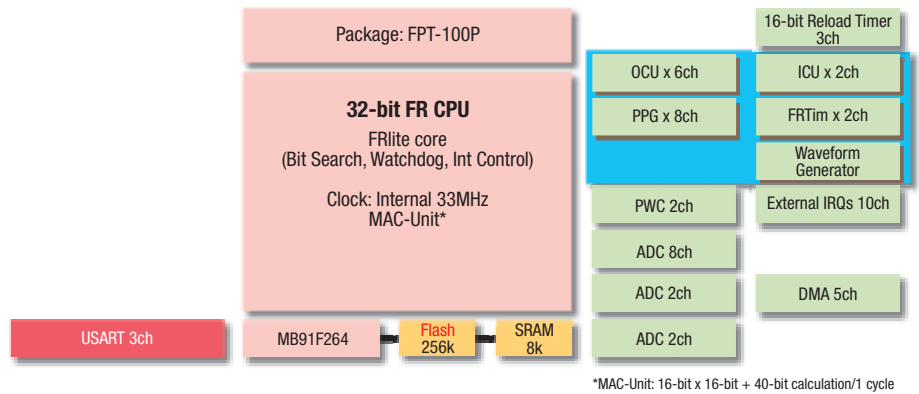 Package: FPT-100P
32-bit FR CPU
FRlite core
(Bit Search, Watchdog, Int Control)
Clock: Internal 33MHz
MAC-Unit*
16-bit Reload Timer
3ch
OCU x 6ch
ICU x 2ch
PPG x 8ch
FRTim x 2ch
Waveform
Generator
PWC 2ch
External IRQs 10ch
ADC 8ch
ADC 2ch
DMA 5ch
USART 3ch
MB91F264
Flash
256k
SRAM
8k
ADC 2ch
*MAC-Unit: 16-bit x 16-bit + 40-bit calculation/1 cycle